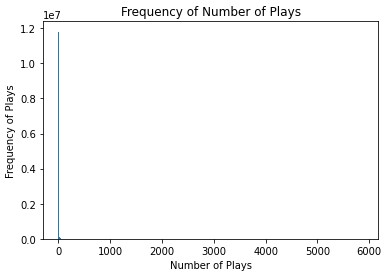 Frequency of Number of Plays
1e7
1.2
1.0
0.8
0.6
0.4
0.2
0.0
Frequency of Plays
0 1000 2000 3000 4000 5000 6000
Number of Plays